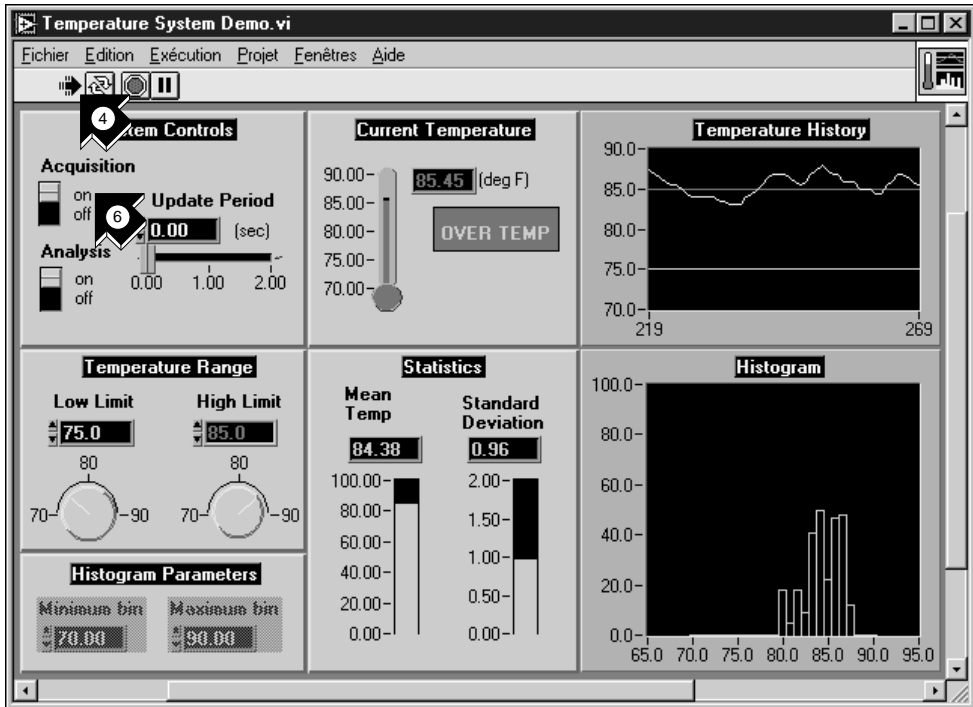 Temperature System Demo.vi
Fichier Edition Exécution Projet Fenêtres Aide
4
tem Controls
Acquisition
on
off
6
Update Period
0.00 (sec)
0.00 1.00 2.00
Analysis
on
off
Current Temperature
90.00
85.00
80.00
75.00
70.00
85.45 (deg F)
OVER TEMP
Temperature History
90.0
85.0
80.0
75.0
70.0
219 269
Temperature Range
Low Limit High Limit
75.0 85.0
80 80
70 90 70 90
Histogram Parameters
Minimum bin Maximum bin
70.00 90.00
Statistics
Mean Temp
84.38
100.00
80.00
60.00
40.00
20.00
0.00
Standard Deviation
0.96
2.00
1.50
1.00
0.50
0.00
Histogram
100.0
80.0
60.0
40.0
20.0
0.0
65.0 70.0 75.0 80.0 85.0 90.0 95.0